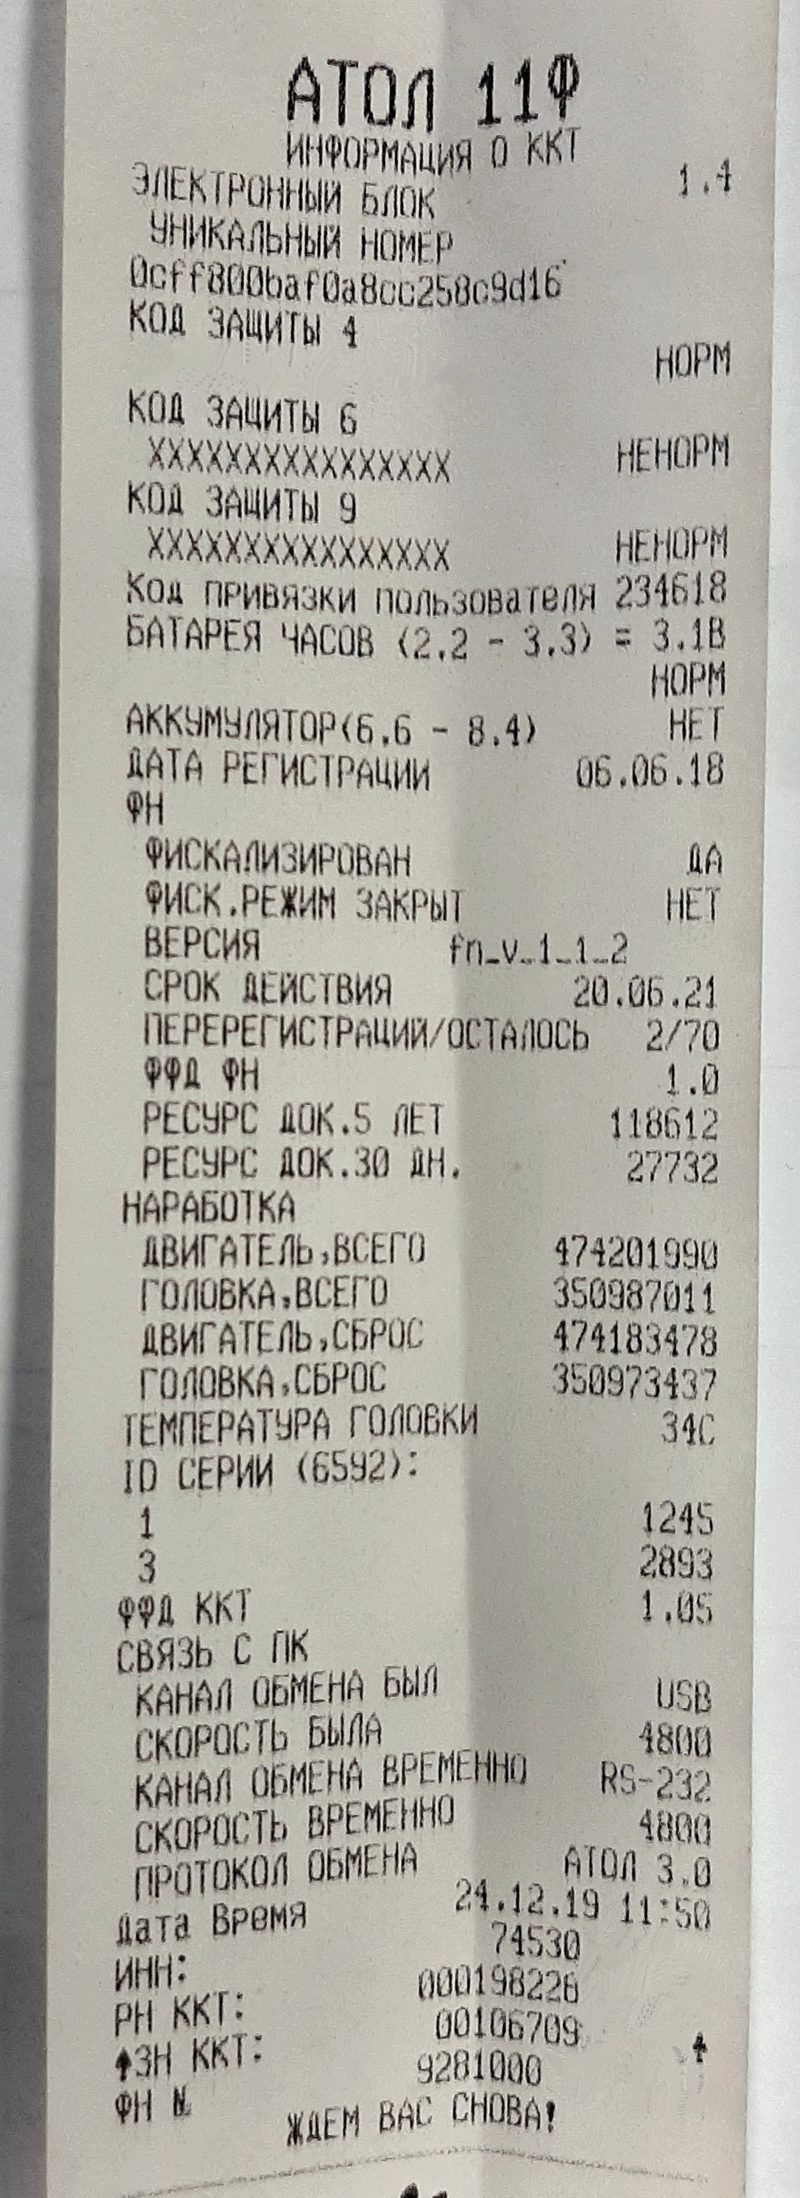 АТОЛ 11Ф
ИНФОРМАЦИЯ О ККТ
ЭЛЕКТРОННЫЙ БЛОК 1.4
УНИКАЛЬНЫЙ НОМЕР
0cff800baf0a8cc258c9d16
КОД ЗАЩИТЫ 4
НОРМ
КОД ЗАЩИТЫ 6
XXXXXXXXXXXXXXXX НЕНОРМ
КОД ЗАЩИТЫ 9
XXXXXXXXXXXXXXXX НЕНОРМ
Код привязки пользователя 234618
БАТАРЕЯ ЧАСОВ (2.2 - 3.3) = 3.1В
НОРМ
АККУМУЛЯТОР(6.6 - 8.4) НЕТ
ДАТА РЕГИСТРАЦИИ 06.06.18
ФН
ФИСКАЛИЗИРОВАН ДА
ФИСК.РЕЖИМ ЗАКРЫТ НЕТ
ВЕРСИЯ fn_v_1_1_2
СРОК ДЕЙСТВИЯ 20.06.21
ПЕРЕРЕГИСТРАЦИЙ/ОСТАЛОСЬ 2/70
ФФД ФН 1.0
РЕСУРС ДОК.5 ЛЕТ 118612
РЕСУРС ДОК.30 ДН. 27732
НАРАБОТКА
ДВИГАТЕЛЬ,ВСЕГО 474201990
ГОЛОВКА,ВСЕГО 350987011
ДВИГАТЕЛЬ,СБРОС 474183478
ГОЛОВКА,СБРОС 350973437
ТЕМПЕРАТУРА ГОЛОВКИ 34C
ID СЕРИИ (6592):
1 1245
3 2893
ФФД ККТ 1.05
СВЯЗЬ С ПК
КАНАЛ ОБМЕНА БЫЛ USB
СКОРОСТЬ БЫЛА 4800
КАНАЛ ОБМЕНА ВРЕМЕННО RS-232
СКОРОСТЬ ВРЕМЕННО 4800
ПРОТОКОЛ ОБМЕНА АТОЛ 3.0
Дата Время 24.12.19 11:50
ИНН: 74530
РН ККТ: 000198226
↑ЗН ККТ: 00106709 ↑
ФН № 9281000
ЖДЕМ ВАС СНОВА!